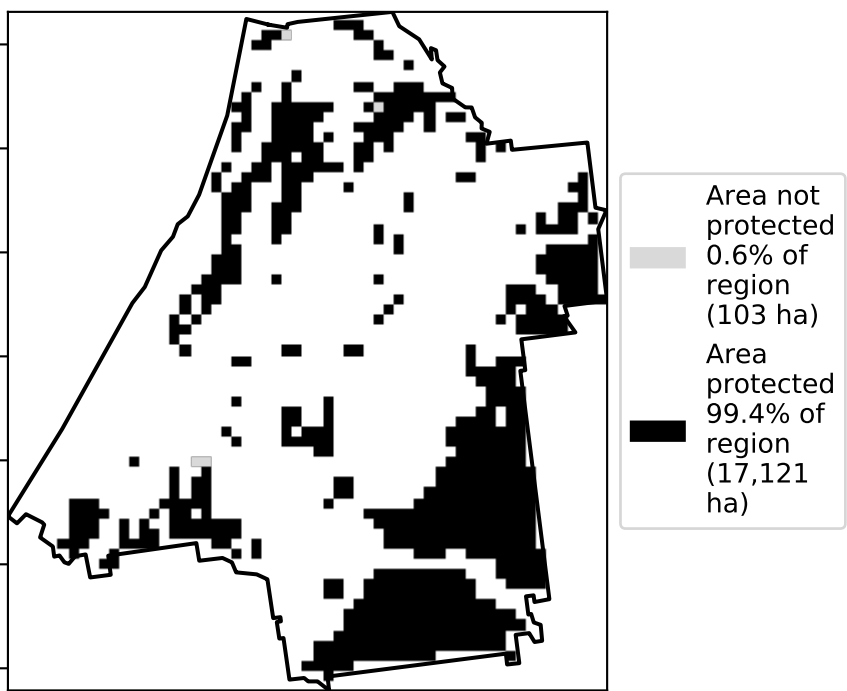 Area not
protected
0.6% of
region
(103 ha)
Area
protected
99.4% of
region
(17,121
ha)